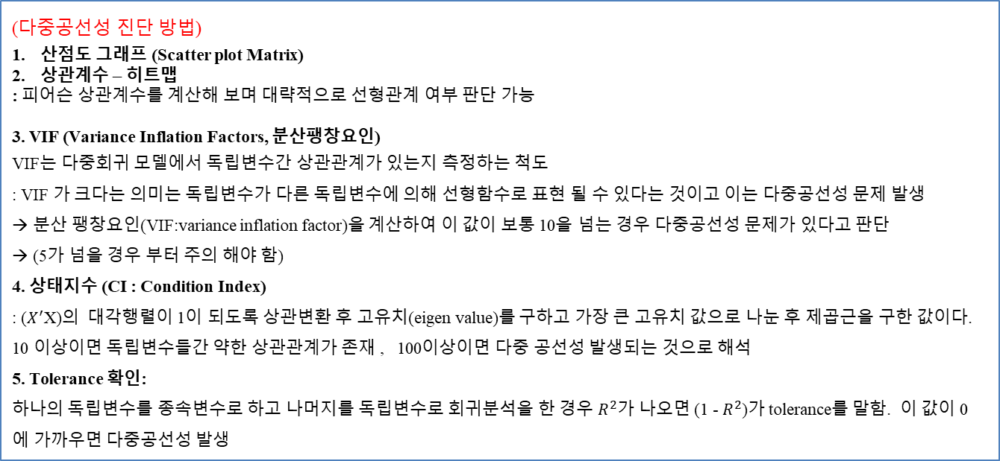 (다중공선성 진단 방법)
1. 산점도 그래프 (Scatter plot Matrix)
2. 상관계수 – 히트맵
: 피어슨 상관계수를 계산해 보며 대략적으로 선형관계 여부 판단 가능
3. VIF (Variance Inflation Factors, 분산팽창요인)
VIF는 다중회귀 모델에서 독립변수간 상관관계가 있는지 측정하는 척도
: VIF 가 크다는 의미는 독립변수가 다른 독립변수에 의해 선형함수로 표현 될 수 있다는 것이고 이는 다중공선성 문제 발생
→ 분산 팽창요인(VIF:variance inflation factor)을 계산하여 이 값이 보통 10을 넘는 경우 다중공선성 문제가 있다고 판단
→ (5가 넘을 경우 부터 주의 해야 함)
4. 상태지수 (CI : Condition Index)
: (X′X)의 대각행렬이 1이 되도록 상관변환 후 고유치(eigen value)를 구하고 가장 큰 고유치 값으로 나눈 후 제곱근을 구한 값이다.
10 이상이면 독립변수들간 약한 상관관계가 존재 , 100이상이면 다중 공선성 발생되는 것으로 해석
5. Tolerance 확인:
하나의 독립변수를 종속변수로 하고 나머지를 독립변수로 회귀분석을 한 경우 R²가 나오면 (1 - R²)가 tolerance를 말함. 이 값이 0
에 가까우면 다중공선성 발생